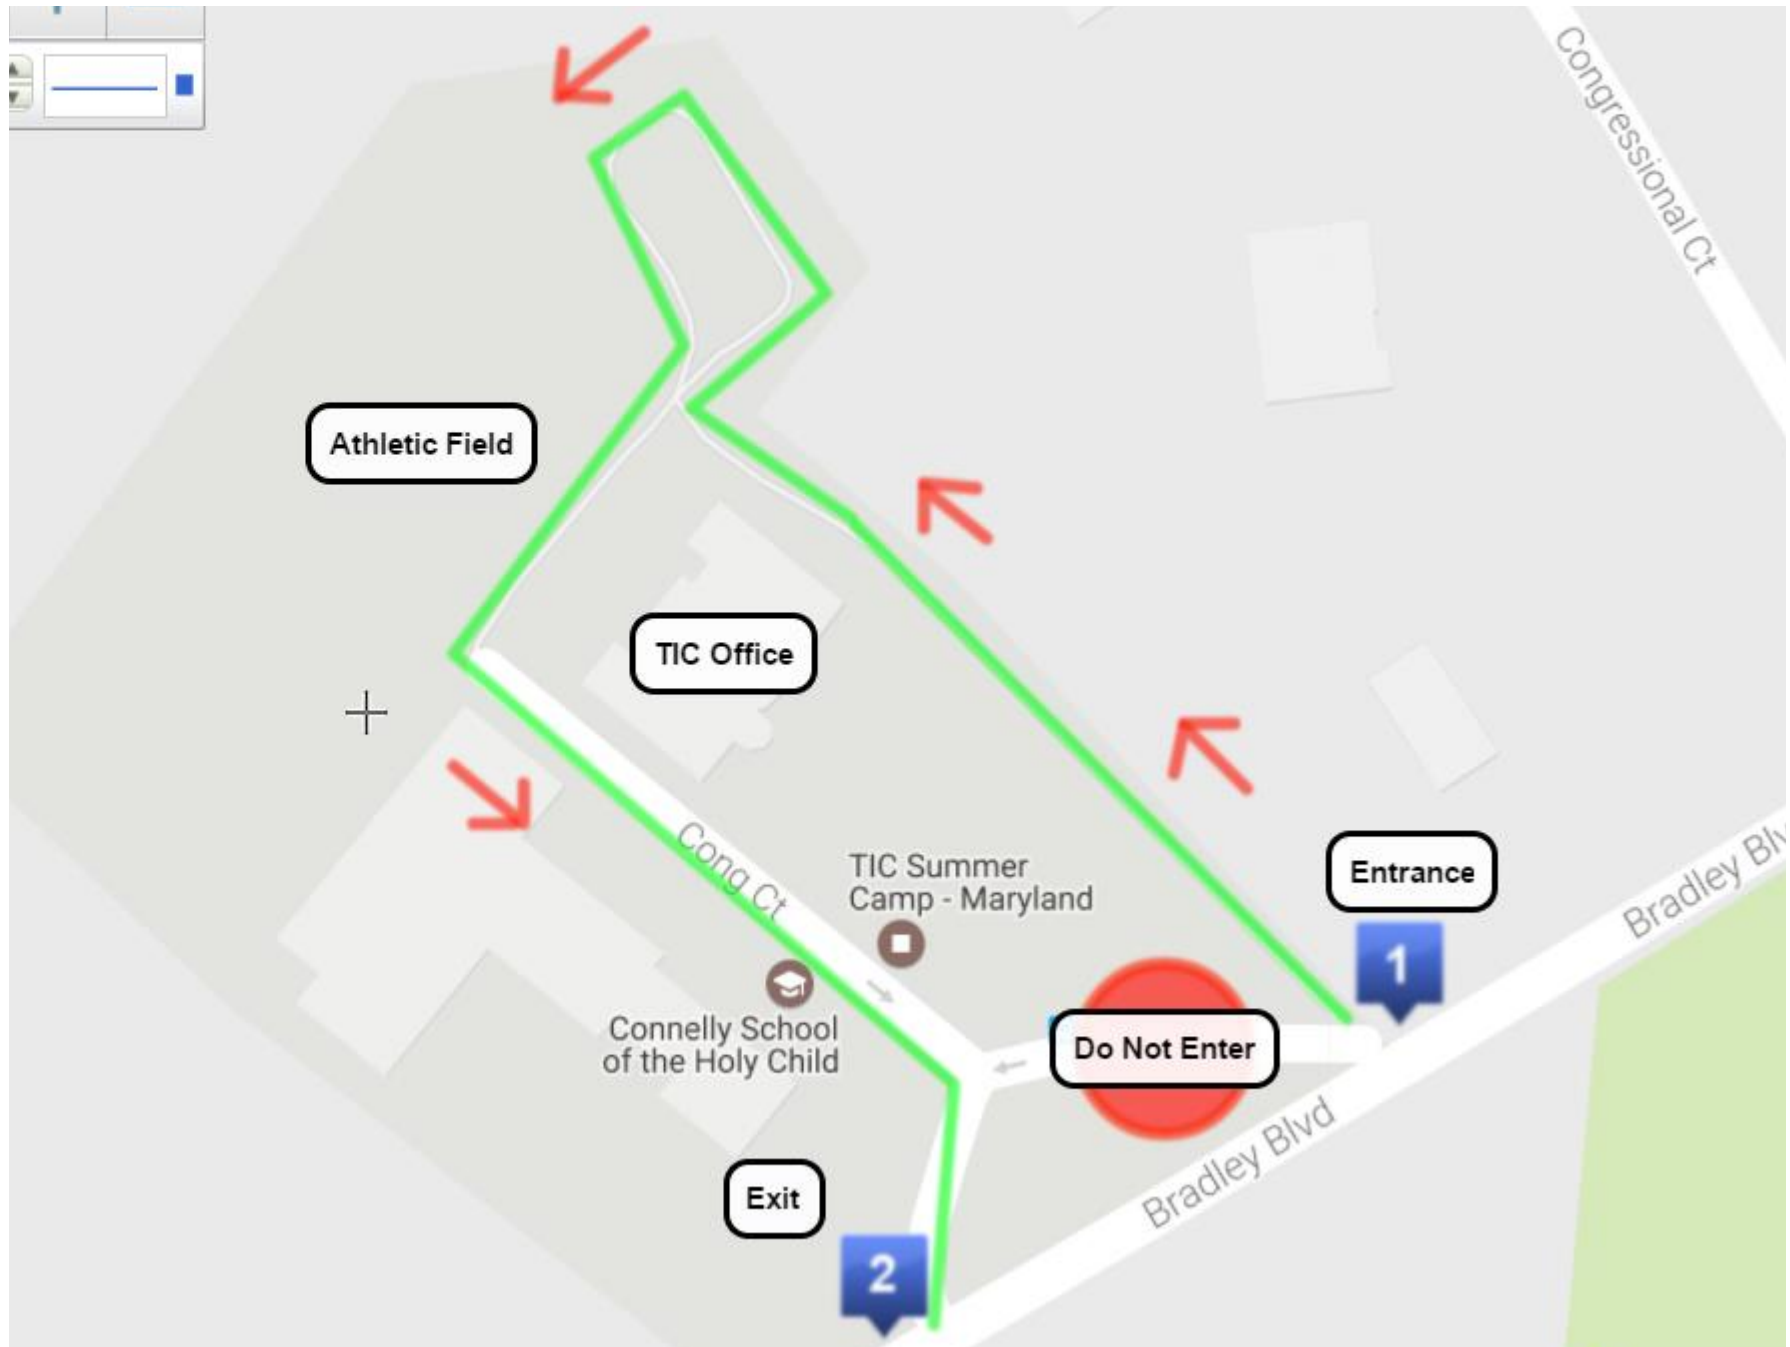 Congressional Ct
Athletic Field
TIC Office
Cong Ct
TIC Summer
Camp - Maryland
Entrance
Bradley Blv
1
Connelly School
of the Holy Child
Do Not Enter
Bradley Blvd
Exit
2